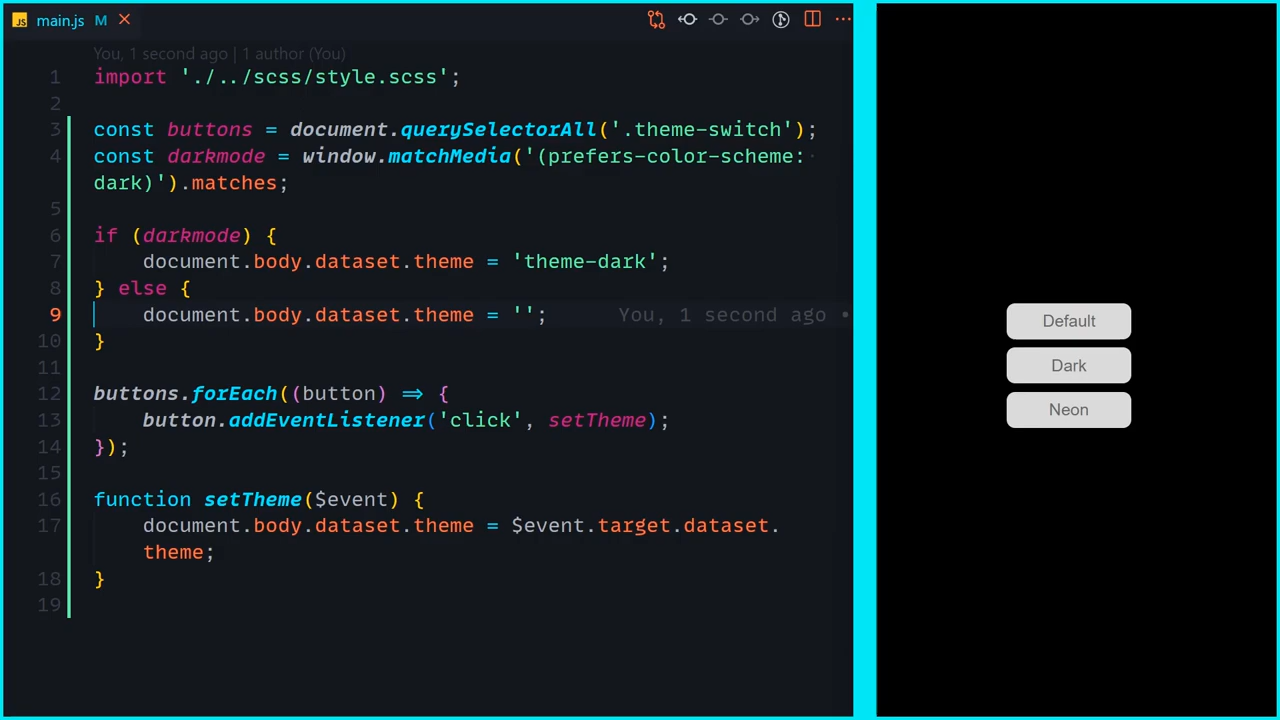 JS main.js M
You, 1 second ago | 1 author (You)
1 import './../scss/style.scss';
2
3 const buttons = document.querySelectorAll('.theme-switch');
4 const darkmode = window.matchMedia('(prefers-color-scheme:
dark)').matches;
5
6 if (darkmode) {
7 document.body.dataset.theme = 'theme-dark';
8 } else {
9 document.body.dataset.theme = ''; You, 1 second ago •
10 }
11
12 buttons.forEach((button) => {
13 button.addEventListener('click', setTheme);
14 });
15
16 function setTheme($event) {
17 document.body.dataset.theme = $event.target.dataset.
theme;
18 }
19
Default
Dark
Neon